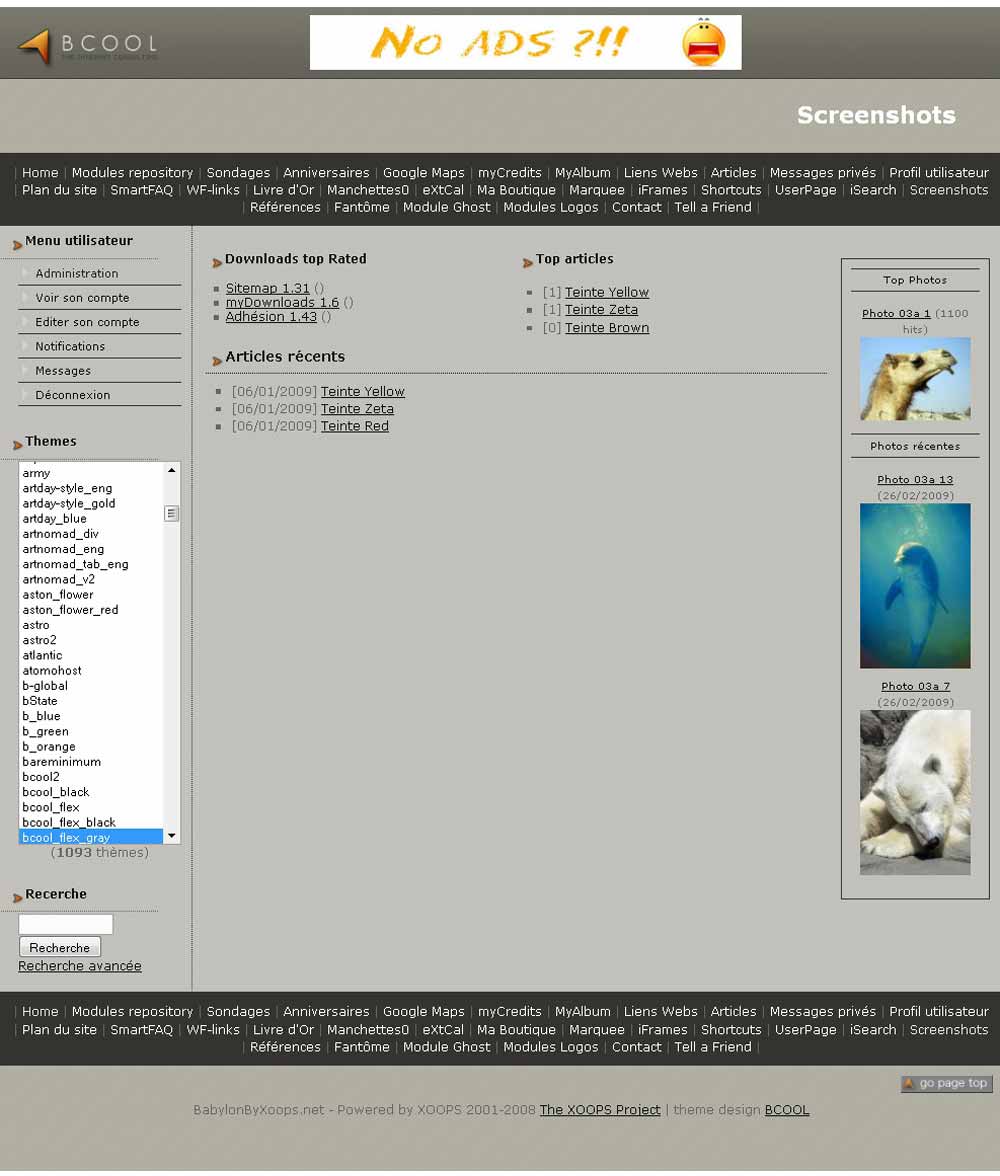 BCOOL
THE INTERNET CONSULTING
No ADS ?!!
Screenshots
| Home | Modules repository | Sondages | Anniversaires | Google Maps | myCredits | MyAlbum | Liens Webs | Articles | Messages privés | Profil utilisateur
| Plan du site | SmartFAQ | WF-links | Livre d'Or | Manchettes0 | eXtCal | Ma Boutique | Marquee | iFrames | Shortcuts | UserPage | iSearch | Screenshots
| Références | Fantôme | Module Ghost | Modules Logos | Contact | Tell a Friend |
Menu utilisateur
Administration
Voir son compte
Editer son compte
Notifications
Messages
Déconnexion
Themes
army
artday-style_eng
artday-style_gold
artday_blue
artnomad_div
artnomad_eng
artnomad_tab_eng
artnomad_v2
aston_flower
aston_flower_red
astro
astro2
atlantic
atomohost
b-global
bState
b_blue
b_green
b_orange
bareminimum
bcool2
bcool_black
bcool_flex
bcool_flex_black
bcool_flex_gray
(1093 thèmes)
Recerche
Recherche
Recherche avancée
Downloads top Rated
Sitemap 1.31 ()
myDownloads 1.6 ()
Adhésion 1.43 ()
Top articles
[1] Teinte Yellow
[1] Teinte Zeta
[0] Teinte Brown
Articles récents
[06/01/2009] Teinte Yellow
[06/01/2009] Teinte Zeta
[06/01/2009] Teinte Red
Top Photos
Photo 03a 1 (1100
hits)
Photos récentes
Photo 03a 13
(26/02/2009)
Photo 03a 7
(26/02/2009)
| Home | Modules repository | Sondages | Anniversaires | Google Maps | myCredits | MyAlbum | Liens Webs | Articles | Messages privés | Profil utilisateur
| Plan du site | SmartFAQ | WF-links | Livre d'Or | Manchettes0 | eXtCal | Ma Boutique | Marquee | iFrames | Shortcuts | UserPage | iSearch | Screenshots
| Références | Fantôme | Module Ghost | Modules Logos | Contact | Tell a Friend |
go page top
BabylonByXoops.net - Powered by XOOPS 2001-2008 The XOOPS Project | theme design BCOOL